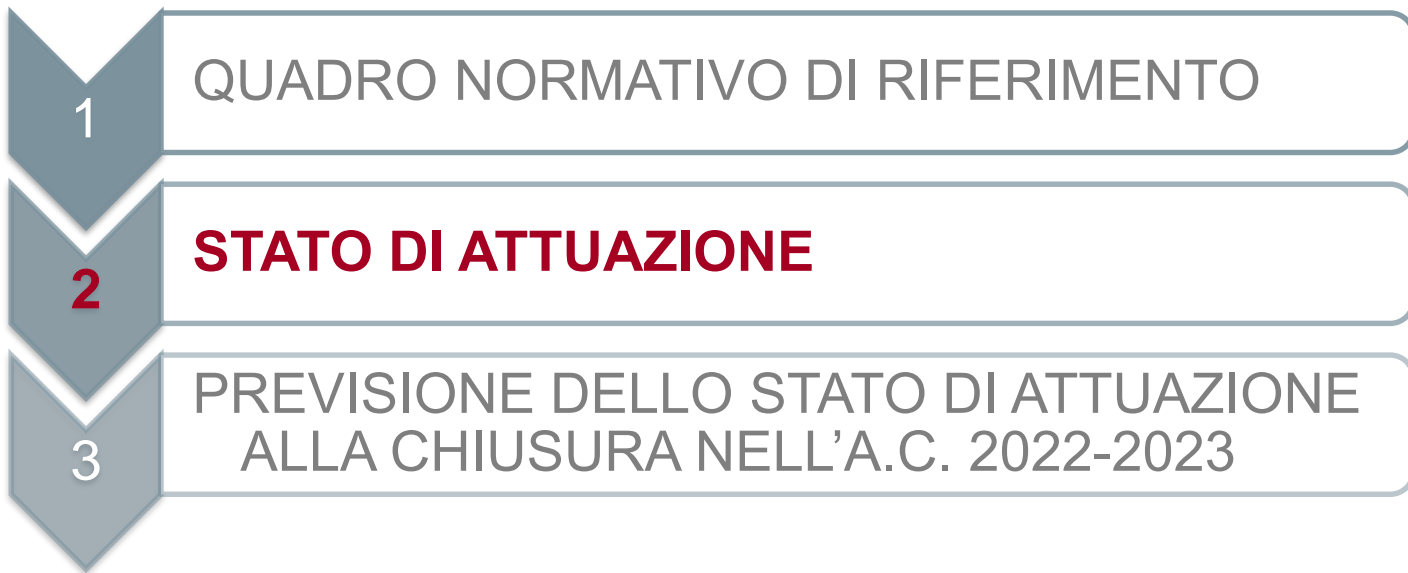 1
QUADRO NORMATIVO DI RIFERIMENTO
2
STATO DI ATTUAZIONE
3
PREVISIONE DELLO STATO DI ATTUAZIONE
ALLA CHIUSURA NELL’A.C. 2022-2023